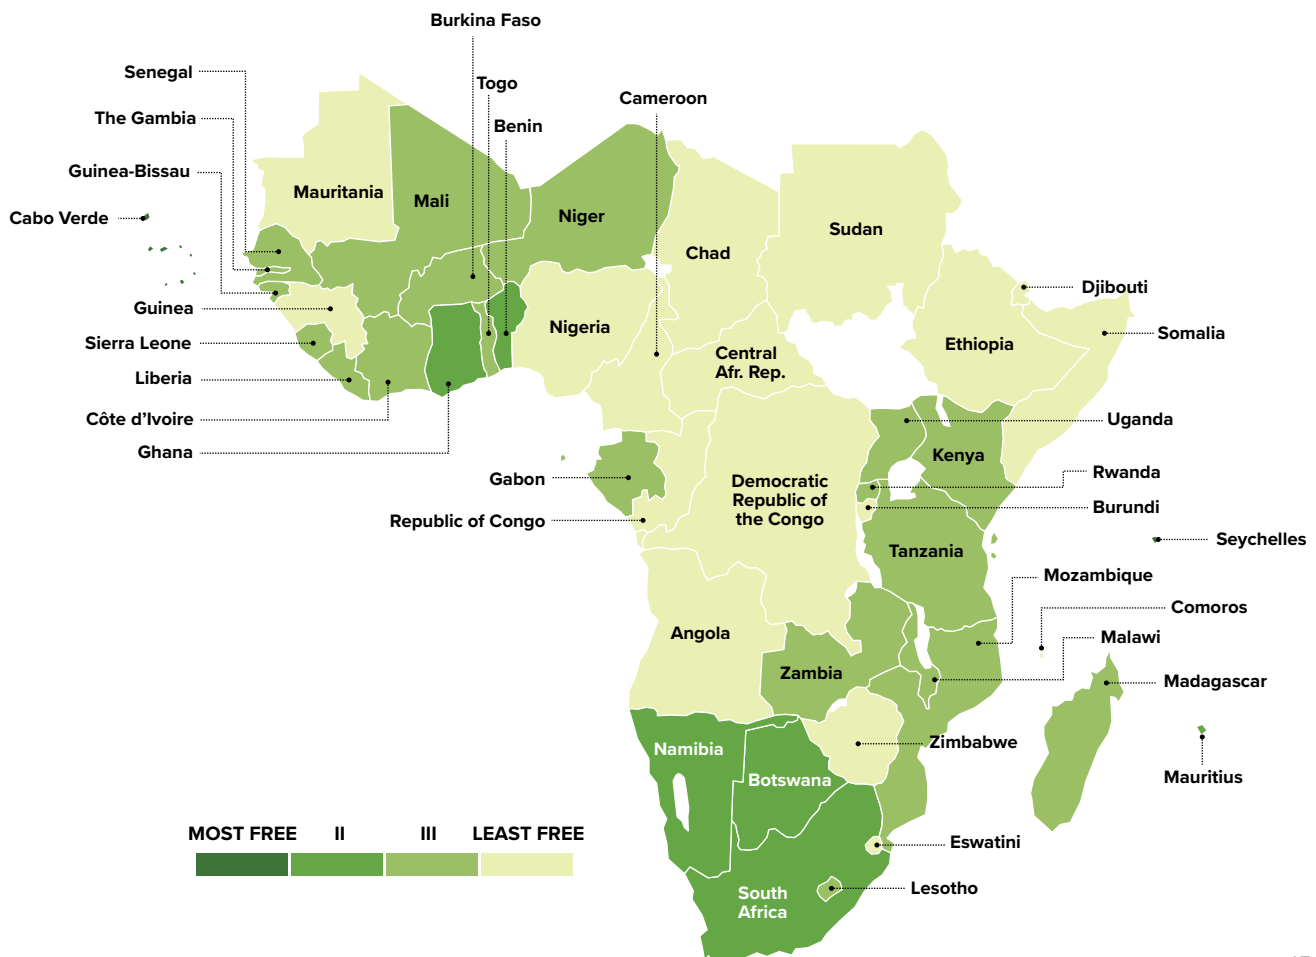 Burkina Faso
Senegal
Togo
Cameroon
The Gambia
Benin
Guinea-Bissau
Mauritania
Mali
Cabo Verde
Niger
Sudan
Chad
Djibouti
Guinea
Nigeria
Somalia
Sierra Leone
Ethiopia
Central
Afr. Rep.
Liberia
Côte d’Ivoire
Uganda
Ghana
Kenya
Gabon
Rwanda
Democratic
Republic of
the Congo
Burundi
Republic of Congo
Seychelles
Tanzania
Mozambique
Comoros
Angola
Malawi
Zambia
Madagascar
Namibia
Zimbabwe
Botswana
Mauritius
MOST FREE II III LEAST FREE
Eswatini
Lesotho
South
Africa